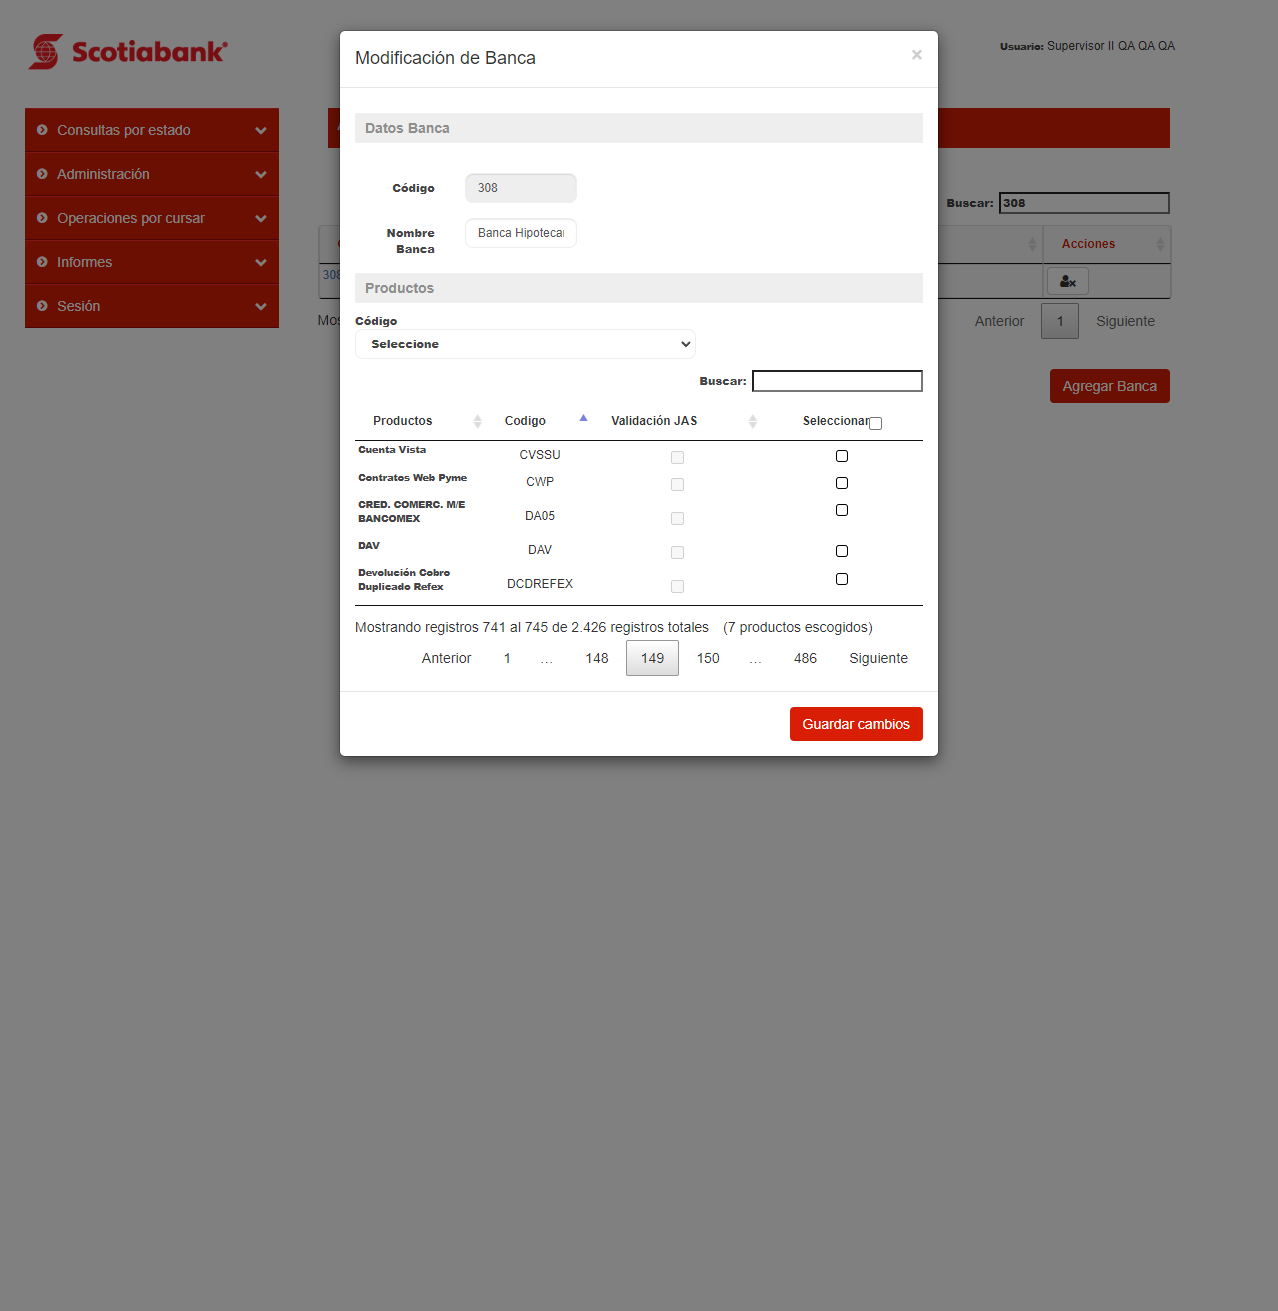 Scotiabank
Usuario: Supervisor II QA QA QA
Consultas por estado
Administración
Operaciones por cursar
Informes
Sesión
Buscar: 308
Acciones
308
Anterior 1 Siguiente
Agregar Banca
Modificación de Banca ×
Datos Banca
Código 308
Nombre
Banca
Banca Hipotecar
Productos
Código
Seleccione
Buscar:
Productos Codigo Validación JAS Seleccionar
Cuenta Vista CVSSU
Contratos Web Pyme CWP
CRED. COMERC. M/E
BANCOMEX
DA05
DAV DAV
Devolución Cobro
Duplicado Refex
DCDREFEX
Mostrando registros 741 al 745 de 2.426 registros totales (7 productos escogidos)
Anterior 1 … 148 149 150 … 486 Siguiente
Guardar cambios